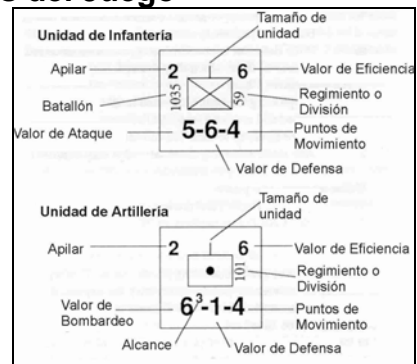 Unidad de Infantería
Tamaño de
unidad
Apilar
2
6
Valor de Eficiencia
Batallón
1035
59
Regimiento o
División
Valor de Ataque
5-6-4
Puntos de
Movimiento
Valor de Defensa
Unidad de Artillería
Tamaño de
unidad
Apilar
2
6
Valor de Eficiencia
101
Regimiento o
División
Valor de
Bombardeo
6³-1-4
Puntos de
Movimiento
Alcance
Valor de Defensa